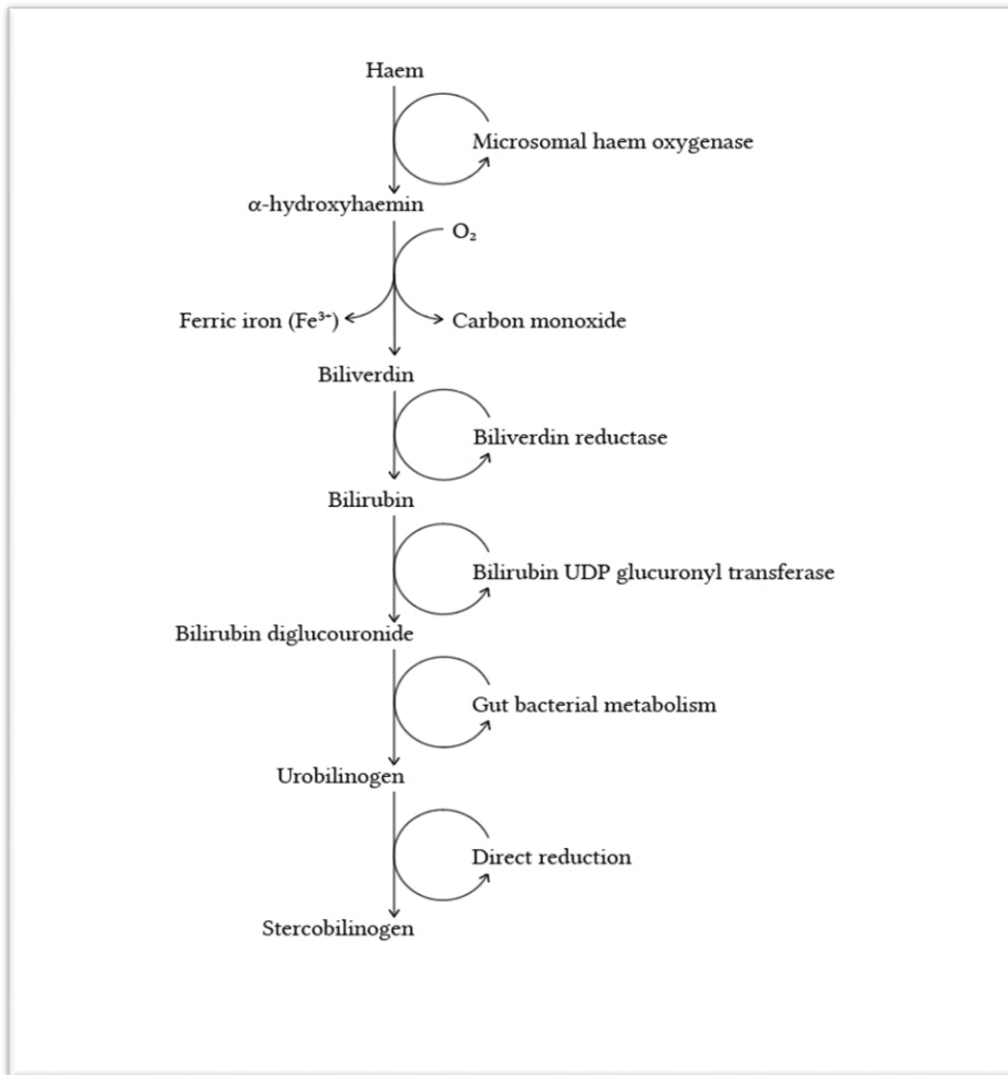 Haem
Microsomal haem oxygenase
α-hydroxyhaemin
O₂
Ferric iron (Fe³⁺)
Carbon monoxide
Biliverdin
Biliverdin reductase
Bilirubin
Bilirubin UDP glucuronyl transferase
Bilirubin diglucouronide
Gut bacterial metabolism
Urobilinogen
Direct reduction
Stercobilinogen